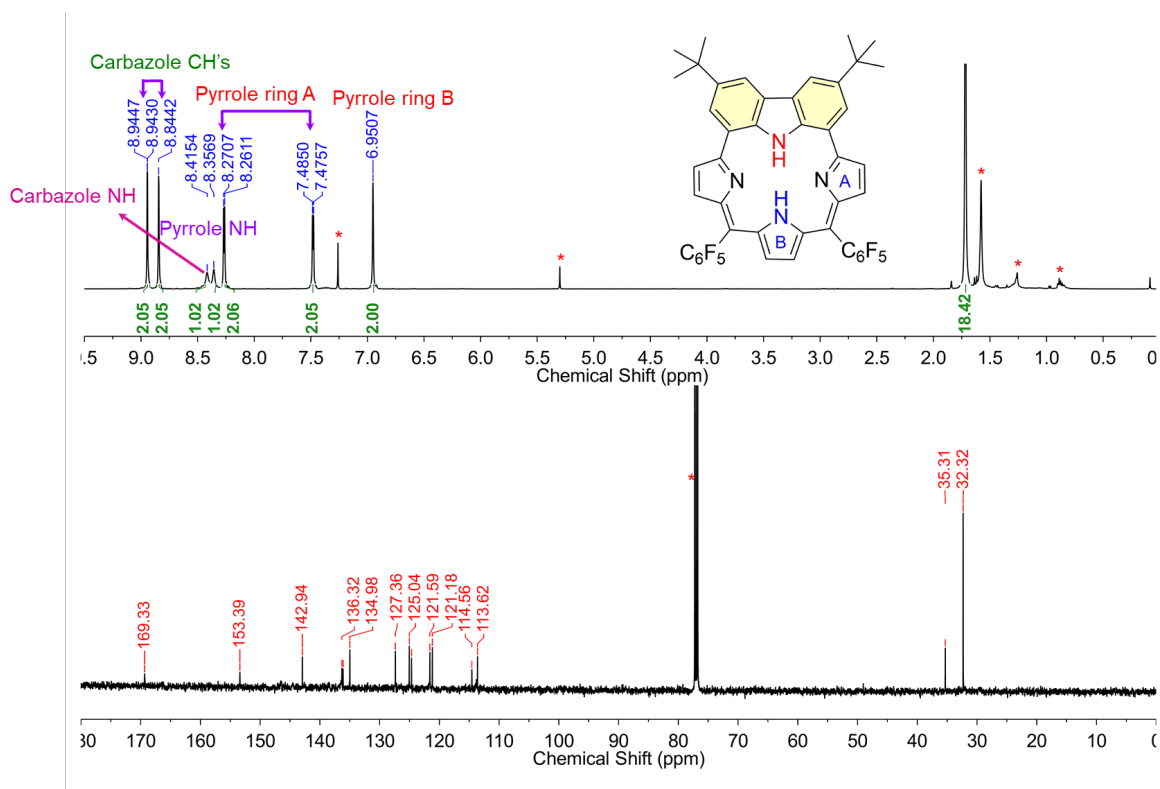 Carbazole CH's
Pyrrole ring A
Pyrrole ring B
8.9447
8.9430
8.8442
8.4154
8.3569
8.2707
8.2611
7.4850
7.4757
6.9507
Carbazole NH
Pyrrole NH
*
*
*
*
*
N
H
N
N
A
H
N
B
C6F5
C6F5
2.05
2.05
1.02
1.02
2.06
2.05
2.00
18.42
.5 9.0 8.5 8.0 7.5 7.0 6.5 6.0 5.5 5.0 4.5 4.0 3.5 3.0 2.5 2.0 1.5 1.0 0.5 0
Chemical Shift (ppm)
169.33
153.39
142.94
136.32
134.98
127.36
125.04
121.59
121.18
114.56
113.62
*
35.31
32.32
80 170 160 150 140 130 120 110 100 90 80 70 60 50 40 30 20 10 0
Chemical Shift (ppm)